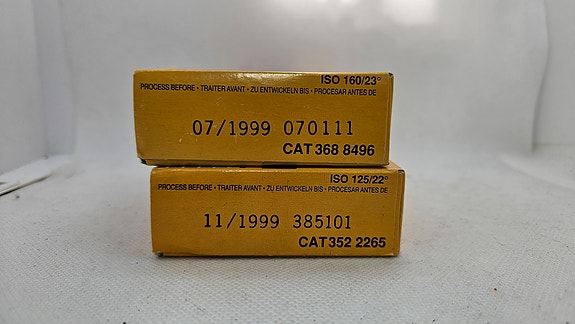 ISO 160/23°
PROCESS BEFORE • TRAITER AVANT • ZU ENTWICKELN BIS • PROCESAR ANTES DE
07/1999 070111
CAT 368 8496
ISO 125/22°
PROCESS BEFORE • TRAITER AVANT • ZU ENTWICKELN BIS • PROCESAR ANTES DE
11/1999 385101
CAT 352 2265